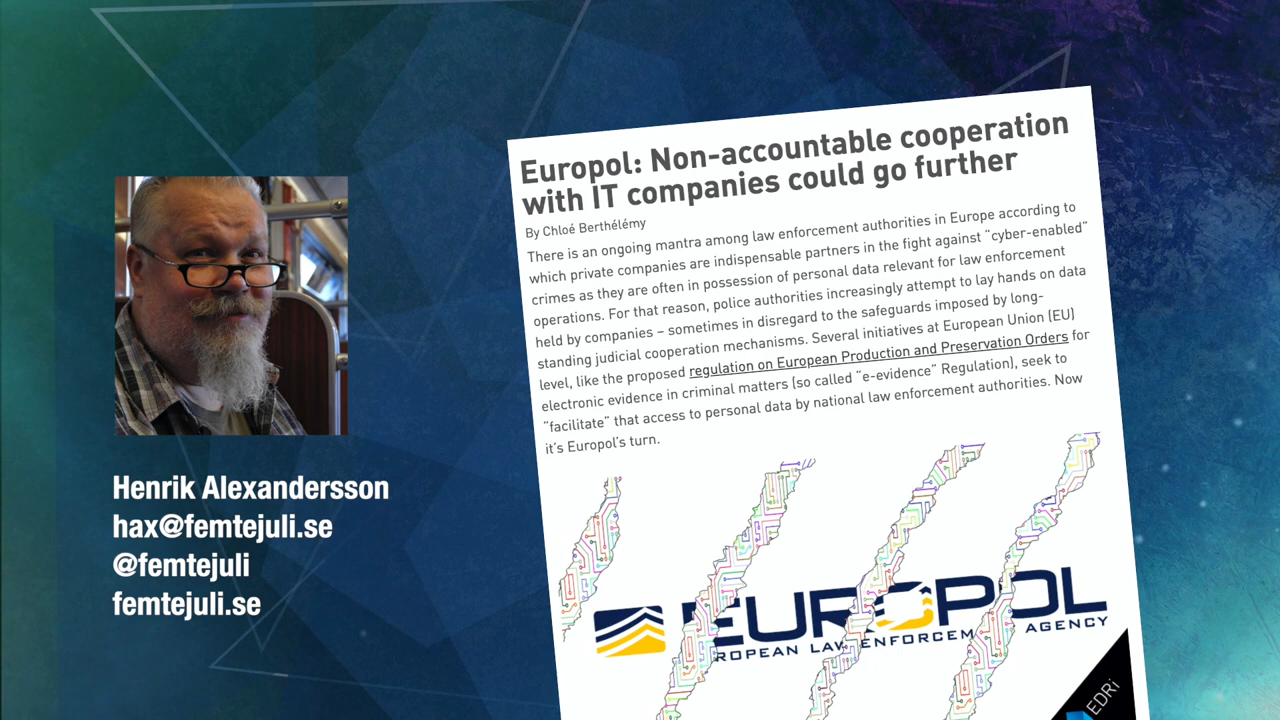 Henrik Alexandersson
hax@femtejuli.se
@femtejuli
femtejuli.se
Europol: Non-accountable cooperation
with IT companies could go further
By Chloé Berthélémy
There is an ongoing mantra among law enforcement authorities in Europe according to
which private companies are indispensable partners in the fight against “cyber-enabled”
crimes as they are often in possession of personal data relevant for law enforcement
operations. For that reason, police authorities increasingly attempt to lay hands on data
held by companies – sometimes in disregard to the safeguards imposed by long-
standing judicial cooperation mechanisms. Several initiatives at European Union (EU)
level, like the proposed regulation on European Production and Preservation Orders for
electronic evidence in criminal matters (so called “e-evidence” Regulation), seek to
“facilitate” that access to personal data by national law enforcement authorities. Now
it’s Europol’s turn.
EUROPOL
ROPEAN LAW ENFORCEM AGENCY
EDRi